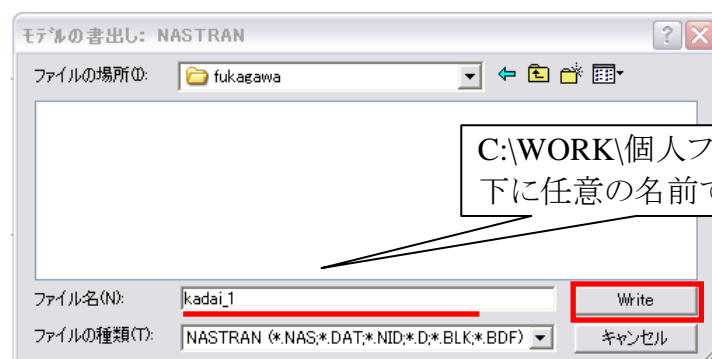 モデルの書出し: NASTRAN
ファイルの場所(I):
fukagawa
C:\WORK\個人フ
下に任意の名前で
ファイル名(N):
kadai_1
Write
ファイルの種類(T):
NASTRAN (*.NAS;*.DAT;*.NID;*.D;*.BLK;*.BDF)
キャンセル